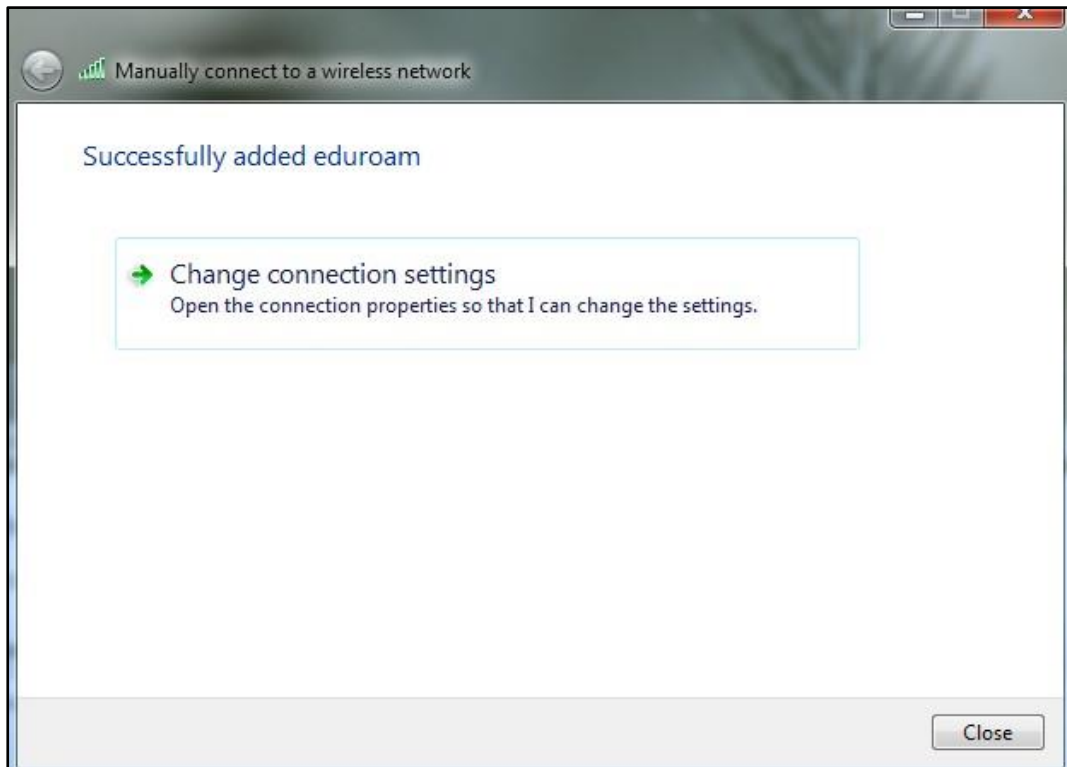 Manually connect to a wireless network
Successfully added eduroam
Change connection settings
Open the connection properties so that I can change the settings.
Close